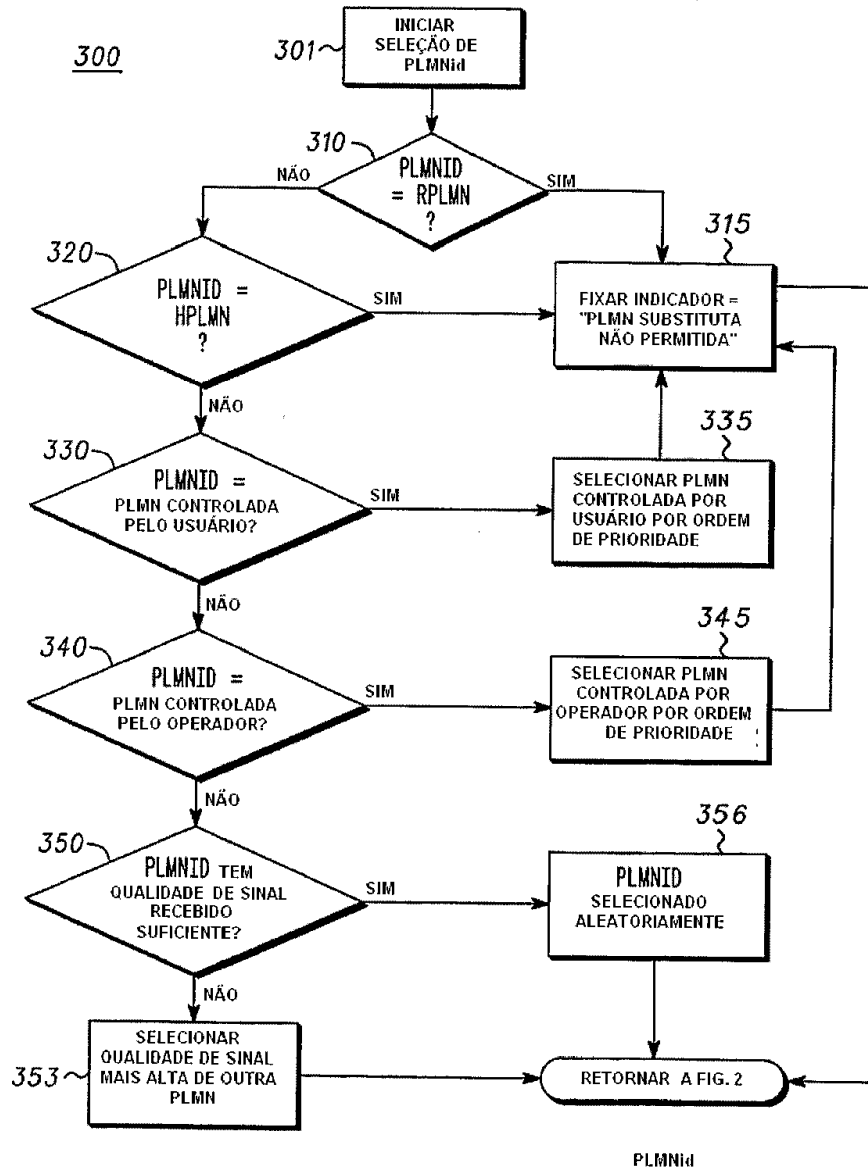 300
301
INICIAR
SELEÇÃO DE
PLMNid
310
PLMNID
= RPLMN
?
NÃO
SIM
315
FIXAR INDICADOR =
"PLMN SUBSTITUTA
NÃO PERMITIDA"
320
PLMNID =
HPLMN
?
SIM
NÃO
330
PLMNID =
PLMN CONTROLADA
PELO USUÁRIO?
SIM
NÃO
335
SELECIONAR PLMN
CONTROLADA POR
USUÁRIO POR ORDEM
DE PRIORIDADE
340
PLMNID =
PLMN CONTROLADA
PELO OPERADOR?
SIM
NÃO
345
SELECIONAR PLMN
CONTROLADA POR
OPERADOR POR ORDEM
DE PRIORIDADE
350
PLMNID TEM
QUALIDADE DE SINAL
RECEBIDO
SUFICIENTE?
SIM
NÃO
356
PLMNID
SELECIONADO
ALEATORIAMENTE
353
SELECIONAR
QUALIDADE DE SINAL
MAIS ALTA DE OUTRA
PLMN
RETORNAR A FIG. 2
PLMNid